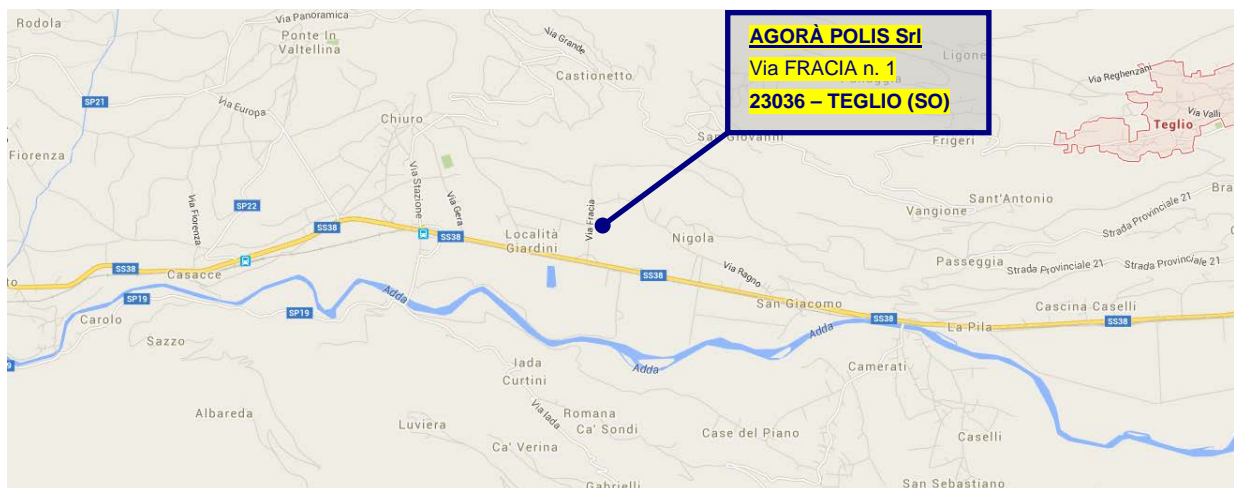 Rodola
Via Panoramica
Ponte In
Valtellina
Via Grande
Castionetto
AGORÀ POLIS Srl
Via FRACIA n. 1
23036 – TEGLIO (SO)
Ligone
Via Reghenzani
Via Valli
Teglio
SP21
Via Europa
Chiuro
San Giovanni
Frigeri
Fiorenza
Via Fiorenza
SP22
Via Stazione
Via Gera
SS38
SS38
Località
Giardini
Via Fracia
Nigola
Vangione
Sant'Antonio
Bra
Strada Provinciale 21
Passeggia
Strada Provinciale 21
Strada Provinciale 21
SS38
Casacce
SS38
Via Ragno
San Giacomo
Cascina Caselli
SP19
Carolo
Sazzo
SP19
Adda
Adda
SS38
La Pila
SS38
Adda
Iada
Curtini
Camerati
Albareda
Luviera
Via Iada
Romana
Ca' Sondi
Ca' Verina
Case del Piano
Caselli
Gabrielli
San Sebastiano